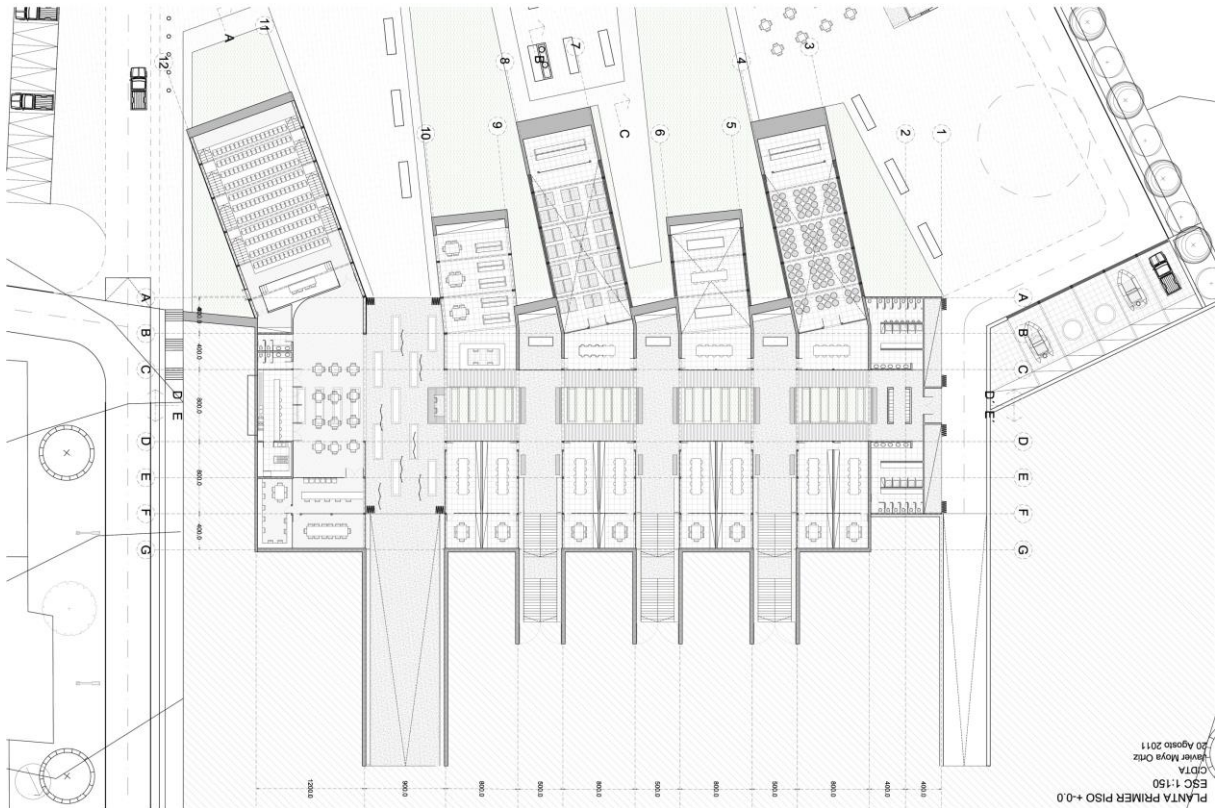 11
A
12
8
B
7
4
3
C
10
9
6
5
2
1
A
B
C
D
E
D
E
F
G
400.0
400.0
800.0
800.0
400.0
A
B
C
D'
E'
D
E
F
G
1200.0
900.0
800.0
500.0
800.0
500.0
800.0
500.0
800.0
400.0
400.0
PLANTA PRIMER PISO +-0.0
ESC 1:150
CIDTA
Javier Moya Ortiz
20 Agosto 2011